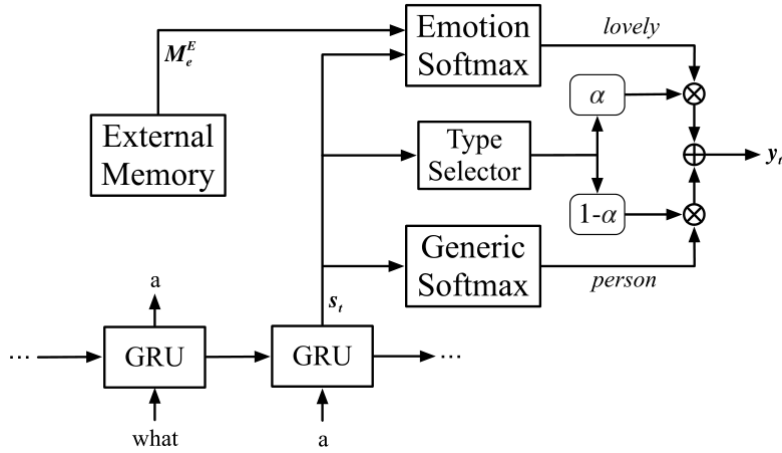 Emotion
Softmax
lovely
M_e^E
External
Memory
α
Type
Selector
y_t
1-α
Generic
Softmax
person
a
s_t
...
GRU
GRU
...
what
a